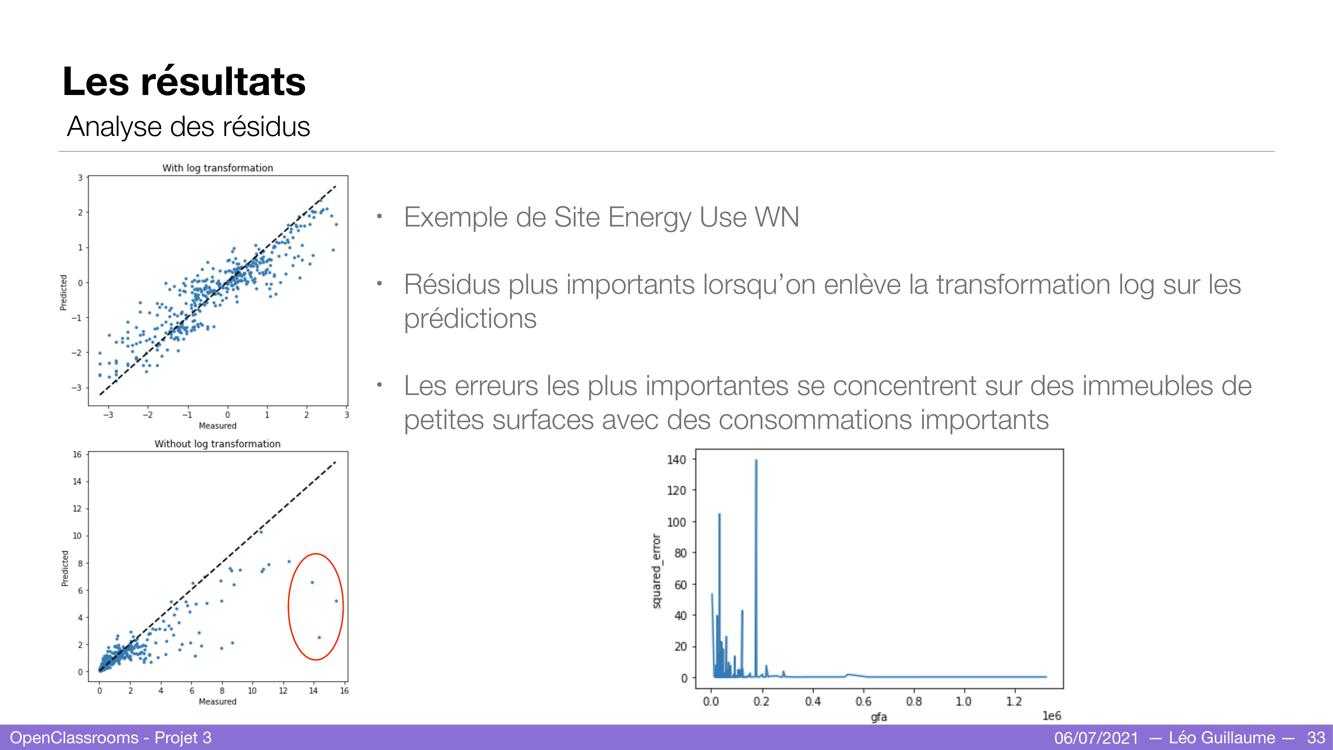 Les résultats
Analyse des résidus
With log transformation
3
2
1
0
−1
−2
−3
Predicted
−3 −2 −1 0 1 2 3
Measured
• Exemple de Site Energy Use WN
• Résidus plus importants lorsqu’on enlève la transformation log sur les
prédictions
• Les erreurs les plus importantes se concentrent sur des immeubles de
petites surfaces avec des consommations importants
Without log transformation
16
14
12
10
8
6
4
2
0
Predicted
0 2 4 6 8 10 12 14 16
Measured
140
120
100
80
60
40
20
0
squared_error
0.0 0.2 0.4 0.6 0.8 1.0 1.2
1e6
gfa
OpenClassrooms - Projet 3
06/07/2021 — Léo Guillaume — 33